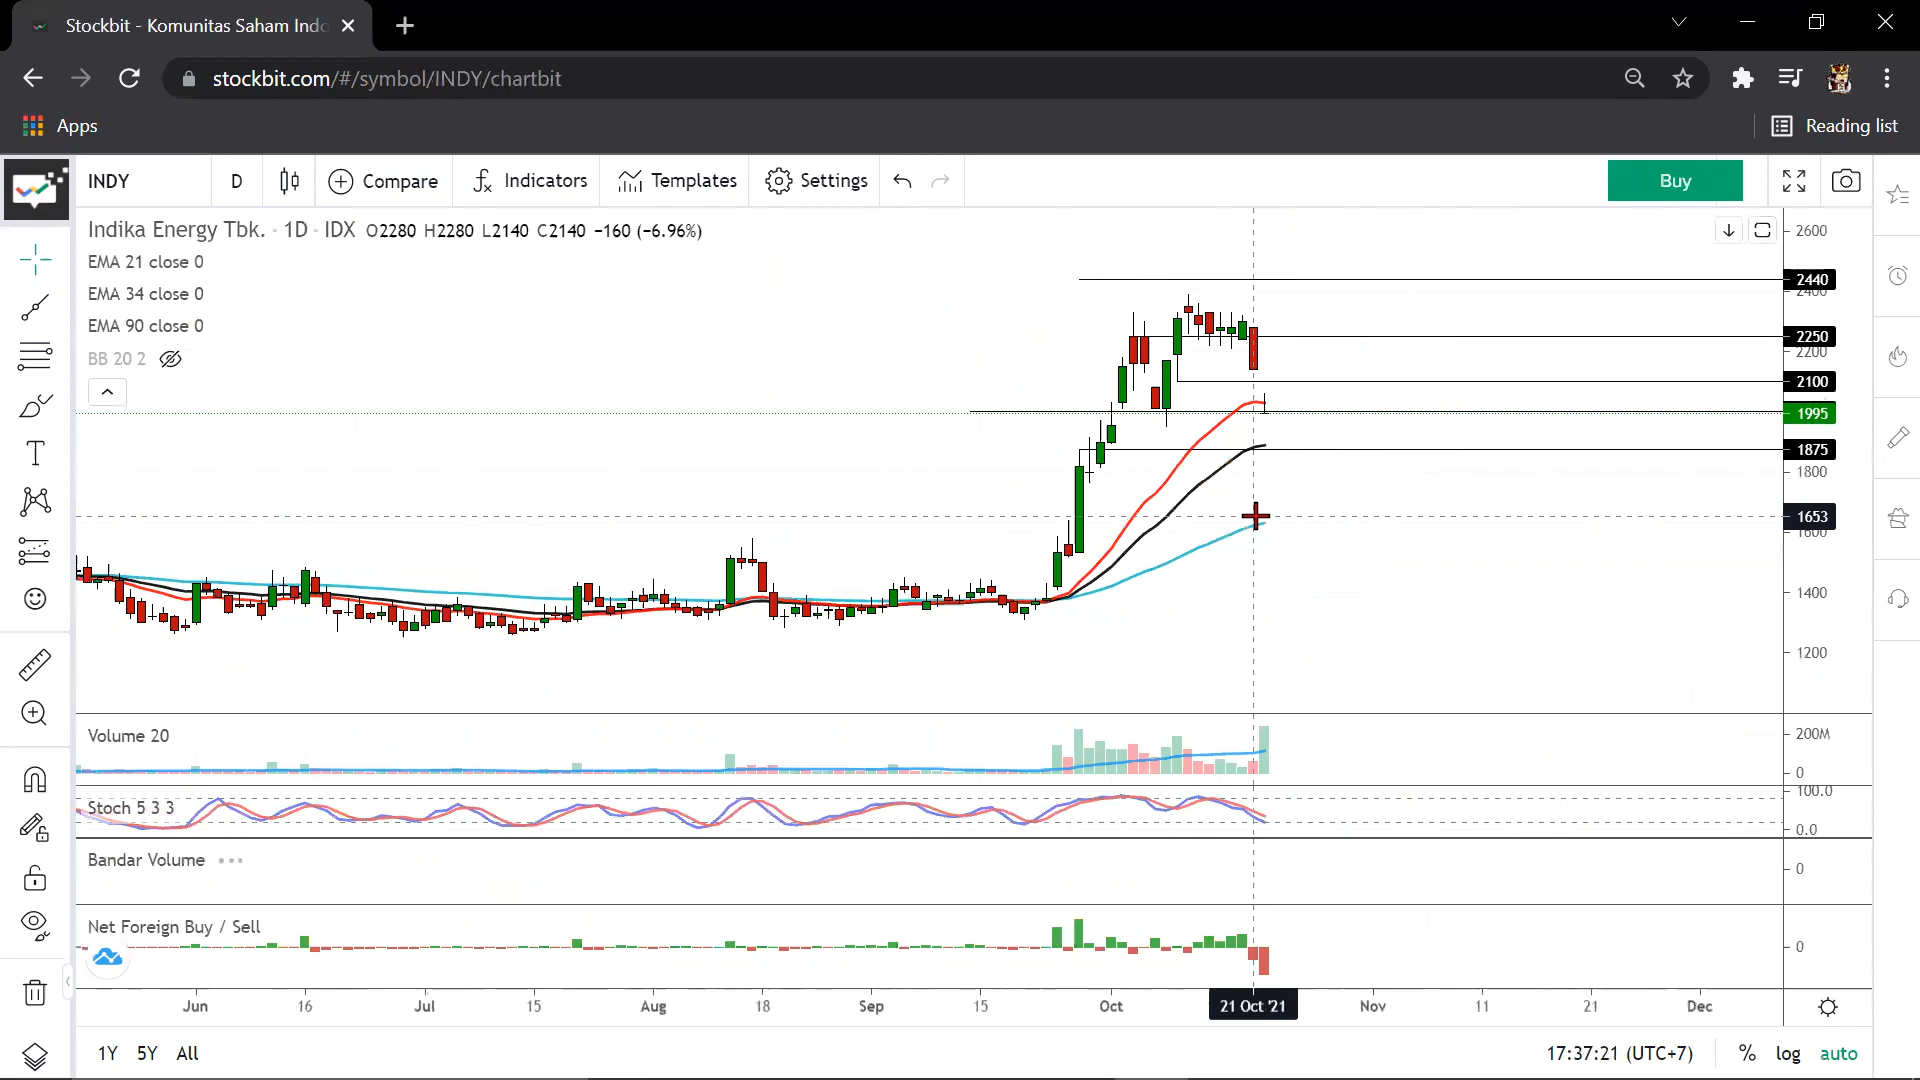 Stockbit - Komunitas Saham Indo
stockbit.com/#/symbol/INDY/chartbit
Apps
Reading list
INDY
D
Compare
Indicators
Templates
Settings
Buy
Indika Energy Tbk. · 1D · IDX O2280 H2280 L2140 C2140 −160 (−6.96%)
EMA 21 close 0
EMA 34 close 0
EMA 90 close 0
BB 20 2
2600
2440
2400
2250
2200
2100
1995
1875
1800
1653
1600
1400
1200
Volume 20
200M
0
Stoch 5 3 3
100.0
0.0
Bandar Volume
0
Net Foreign Buy / Sell
0
Jun 16 Jul 15 Aug 18 Sep 15 Oct 21 Oct '21 Nov 11 21 Dec
1Y 5Y All
17:37:21 (UTC+7) % log auto